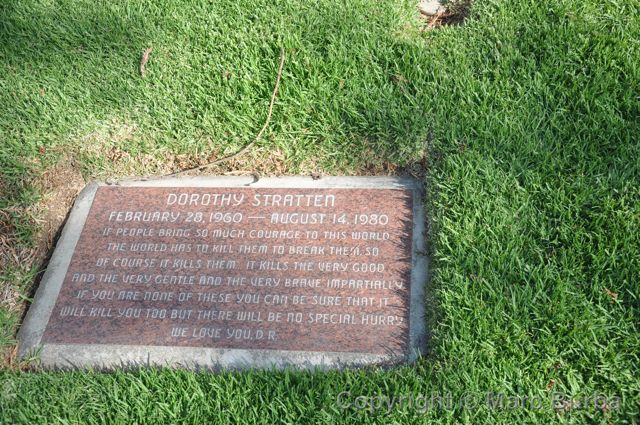 DOROTHY STRATTEN
FEBRUARY 28, 1960 — AUGUST 14, 1980
IF PEOPLE BRING SO MUCH COURAGE TO THIS WORLD
THE WORLD HAS TO KILL THEM TO BREAK THEM, SO
OF COURSE IT KILLS THEM. IT KILLS THE VERY GOOD
AND THE VERY GENTLE AND THE VERY BRAVE IMPARTIALLY.
IF YOU ARE NONE OF THESE YOU CAN BE SURE THAT IT
WILL KILL YOU TOO BUT THERE WILL BE NO SPECIAL HURRY.
WE LOVE YOU, D.R.
Copyright © Marc Burba